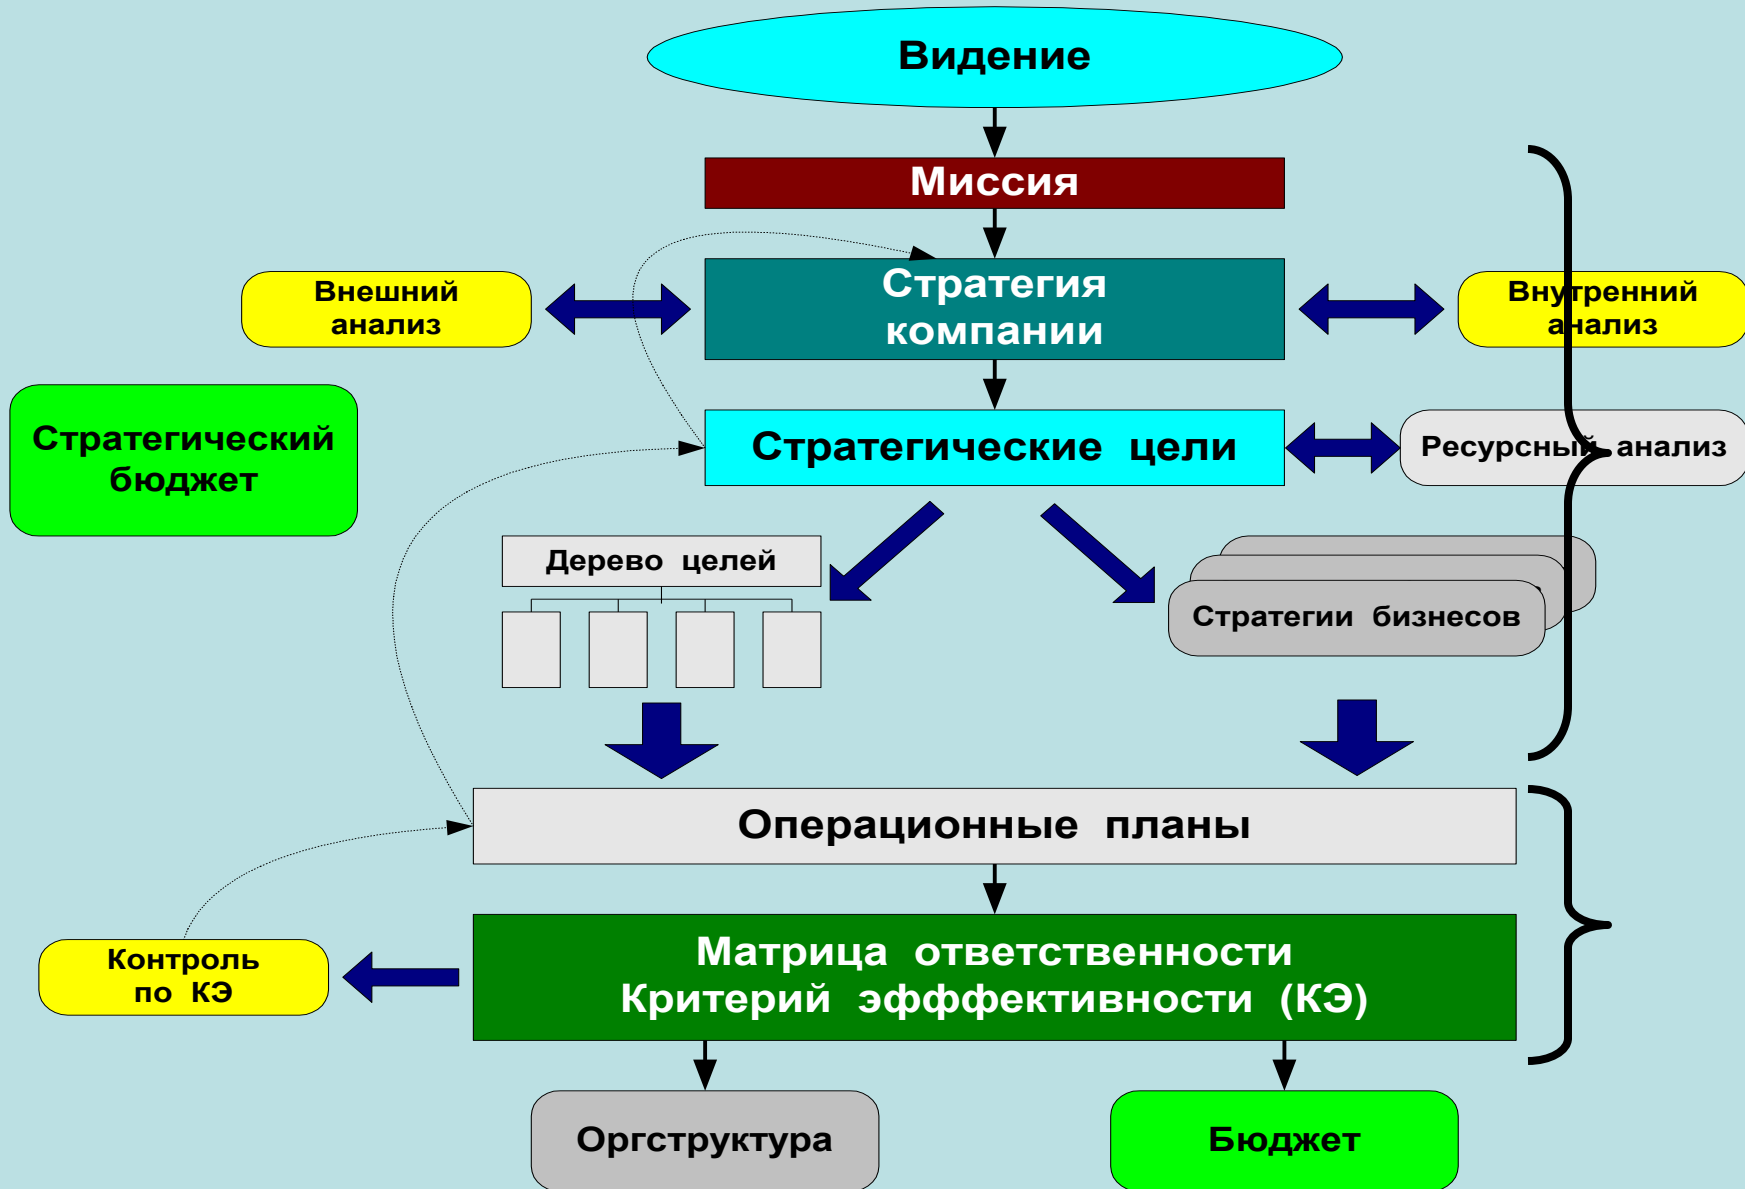 Видение
Миссия
Стратегия
компании
Внешний
анализ
Внутренний
анализ
Стратегический
бюджет
Стратегические цели
Ресурсный анализ
Дерево целей
Стратегии бизнесов
Операционные планы
Матрица ответственности
Критерий эфффективности (КЭ)
Контроль
по КЭ
Оргструктура
Бюджет